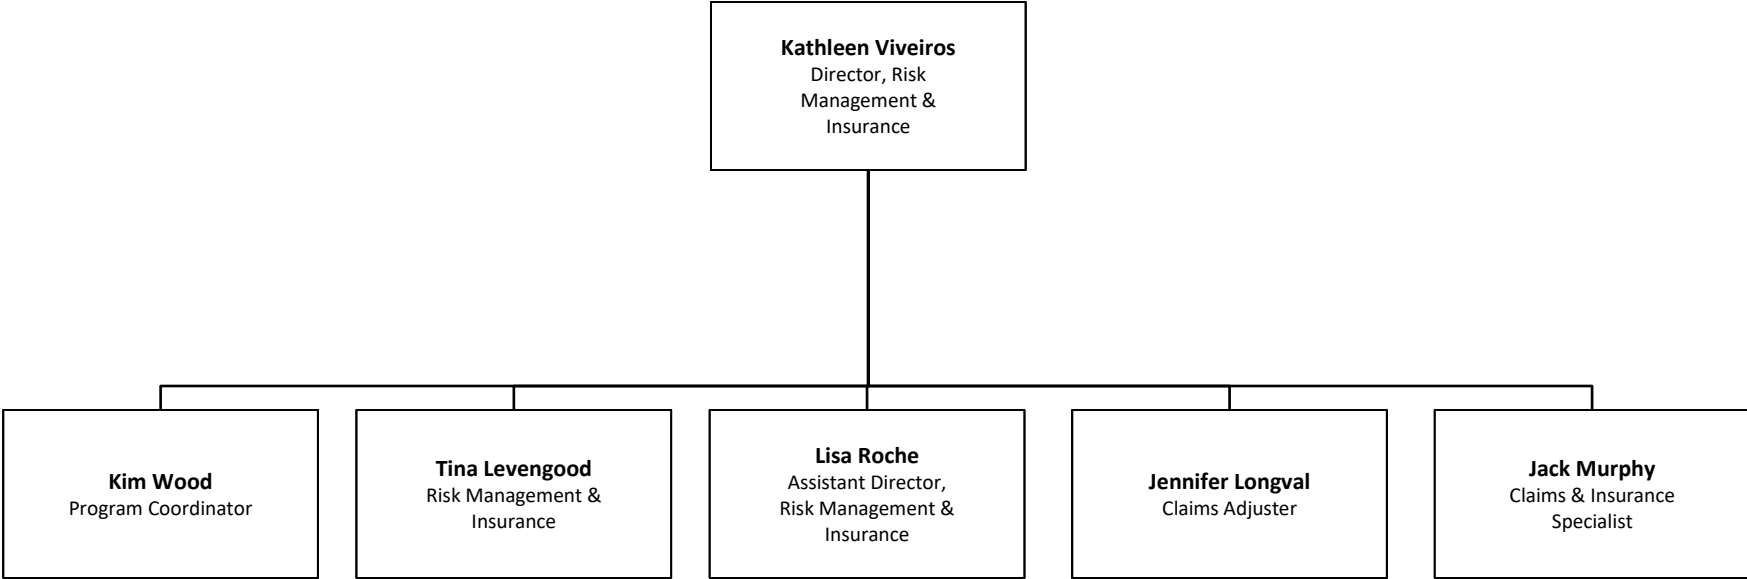 Kathleen Viveiros
Director, Risk
Management &
Insurance
Kim Wood
Program Coordinator
Tina Levengood
Risk Management &
Insurance
Lisa Roche
Assistant Director,
Risk Management &
Insurance
Jennifer Longval
Claims Adjuster
Jack Murphy
Claims & Insurance
Specialist